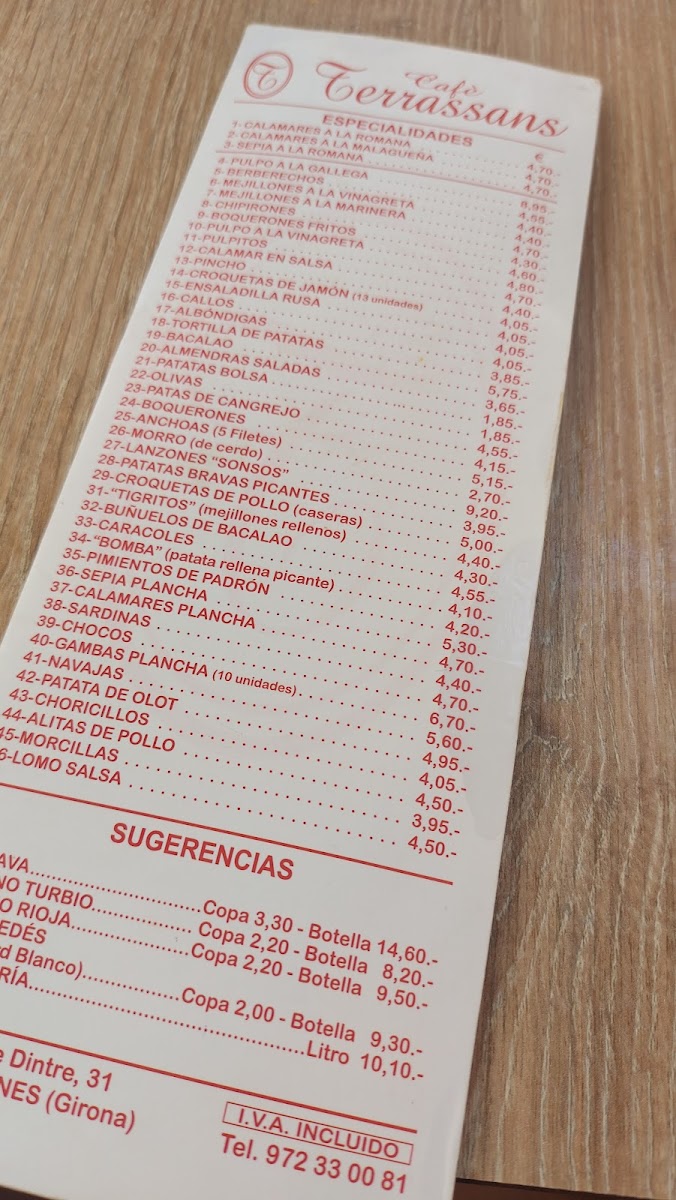 T
Cafè
Terrassans
ESPECIALIDADES €
1- CALAMARES A LA ROMANA 4,70.-
2- CALAMARES A LA MALAGUEÑA 4,70.-
3- SEPIA A LA ROMANA 4,70.-
4- PULPO A LA GALLEGA 8,95.-
5- BERBERECHOS 4,55.-
6- MEJILLONES A LA VINAGRETA 4,40.-
7- MEJILLONES A LA MARINERA 4,40.-
8- CHIPIRONES 4,70.-
9- BOQUERONES FRITOS 4,30.-
10-PULPO A LA VINAGRETA 4,60.-
11-PULPITOS 4,80.-
12-CALAMAR EN SALSA 4,70.-
13-PINCHO 4,40.-
14-CROQUETAS DE JAMÓN (13 unidades) 4,05.-
15-ENSALADILLA RUSA 4,05.-
16-CALLOS 4,05.-
17-ALBÓNDIGAS 4,05.-
18-TORTILLA DE PATATAS 3,85.-
19-BACALAO 5,75.-
20-ALMENDRAS SALADAS 3,65.-
21-PATATAS BOLSA 1,85.-
22-OLIVAS 1,85.-
23-PATAS DE CANGREJO 4,55.-
24-BOQUERONES 4,15.-
25-ANCHOAS (5 Filetes) 5,15.-
26-MORRO (de cerdo) 2,70.-
27-LANZONES "SONSOS" 9,20.-
28-PATATAS BRAVAS PICANTES 3,95.-
29-CROQUETAS DE POLLO (caseras) 5,00.-
31-"TIGRITOS" (mejillones rellenos) 4,40.-
32-BUÑUELOS DE BACALAO 4,30.-
33-CARACOLES 4,55.-
34-"BOMBA" (patata rellena picante) 4,10.-
35-PIMIENTOS DE PADRÓN 4,20.-
36-SEPIA PLANCHA 5,30.-
37-CALAMARES PLANCHA 4,70.-
38-SARDINAS 4,40.-
39-CHOCOS 4,70.-
40-GAMBAS PLANCHA (10 unidades) 6,70.-
41-NAVAJAS 5,60.-
42-PATATA DE OLOT 4,95.-
43-CHORICILLOS 4,05.-
44-ALITAS DE POLLO 4,50.-
45-MORCILLAS 3,95.-
6-LOMO SALSA 4,50.-
SUGERENCIAS
AVA Copa 3,30 - Botella 14,60.-
NO TURBIO Copa 2,20 - Botella 8,20.-
O RIOJA Copa 2,20 - Botella 9,50.-
EDÉS
rd Blanco) Copa 2,00 - Botella 9,30.-
RÍA Litro 10,10.-
e Dintre, 31
NES (Girona)
I.V.A. INCLUIDO
Tel. 972 33 00 81